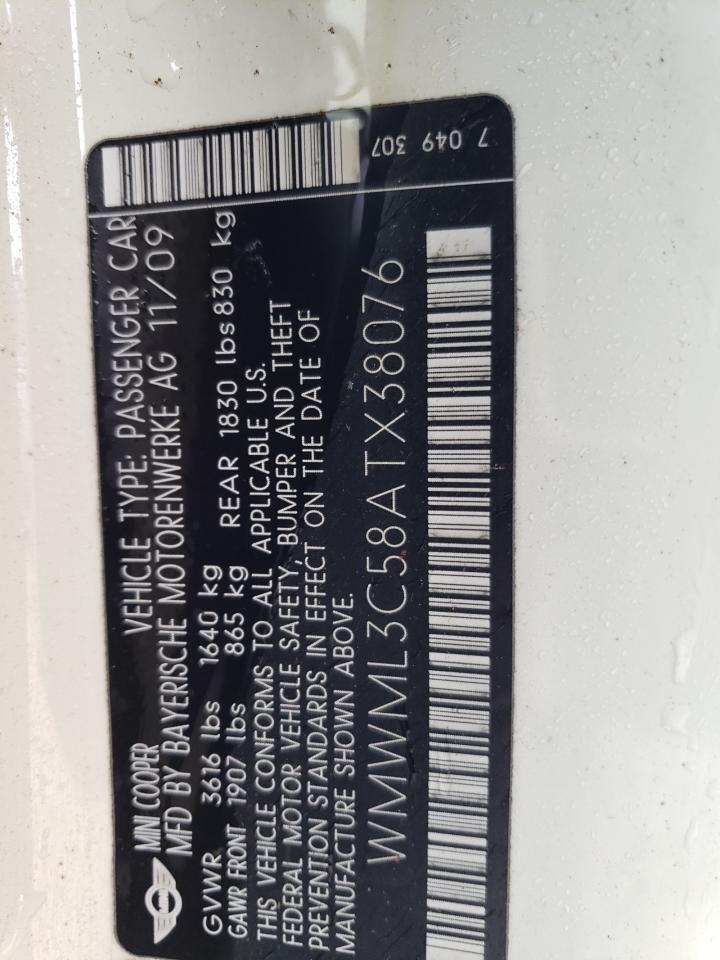 7 049 307
MINI COOPER VEHICLE TYPE: PASSENGER CAR
MFD BY BAYERISCHE MOTORENWERKE AG 11/09
GVWR 3616 lbs 1640 kg
GAWR FRONT 1907 lbs 865 kg REAR 1830 lbs 830 kg
THIS VEHICLE CONFORMS TO ALL APPLICABLE U.S.
FEDERAL MOTOR VEHICLE SAFETY, BUMPER AND THEFT
PREVENTION STANDARDS IN EFFECT ON THE DATE OF
MANUFACTURE SHOWN ABOVE.
WMWML3C58ATX38076